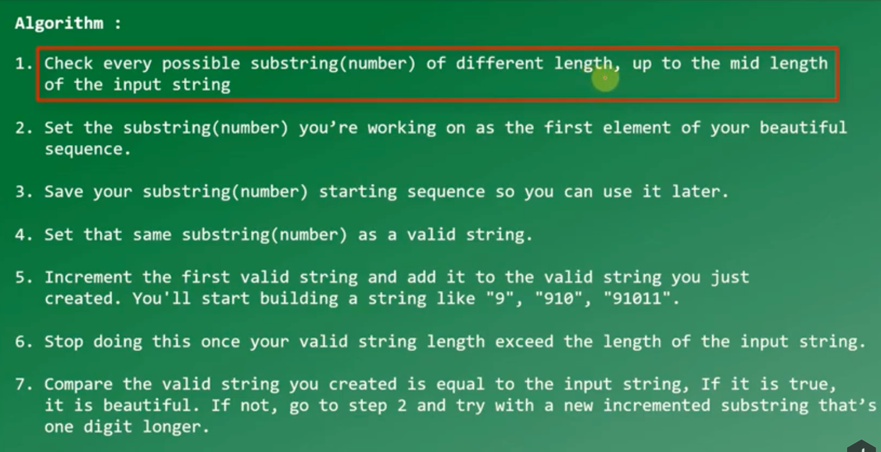 Algorithm :
1. Check every possible substring(number) of different length, up to the mid length
of the input string
2. Set the substring(number) you're working on as the first element of your beautiful
sequence.
3. Save your substring(number) starting sequence so you can use it later.
4. Set that same substring(number) as a valid string.
5. Increment the first valid string and add it to the valid string you just
created. You'll start building a string like "9", "910", "91011".
6. Stop doing this once your valid string length exceed the length of the input string.
7. Compare the valid string you created is equal to the input string, If it is true,
it is beautiful. If not, go to step 2 and try with a new incremented substring that's
one digit longer.